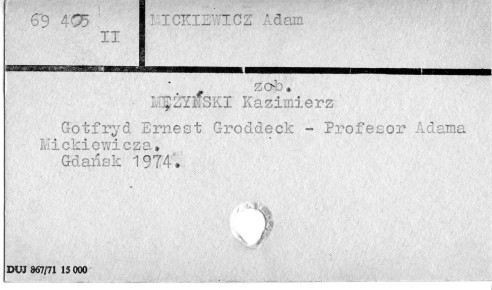 69 405 MICKIEWICZ Adam
II
zob.
MĘŻYŃSKI Kazimierz
Gotfryd Ernest Groddeck - Profesor Adama
Mickiewicza.
Gdańsk 1974.
DUJ 867/71 15 000